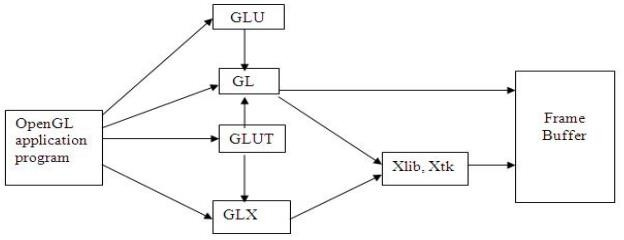 GLU
GL
OpenGL
application
program
GLUT
GLX
Xlib, Xtk
Frame
Buffer